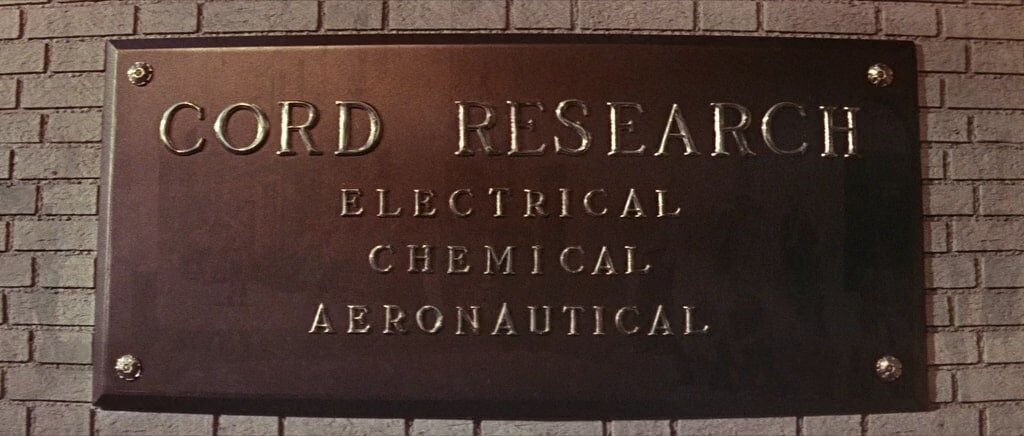 CORD RESEARCH
ELECTRICAL
CHEMICAL
AERONAUTICAL